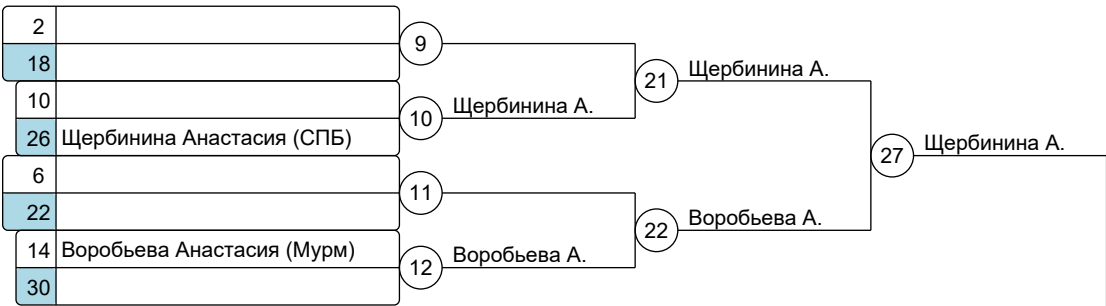 2
9
18
21 Щербинина А.
10
10 Щербинина А.
26 Щербинина Анастасия (СПБ)
27 Щербинина А.
6
11
22
22 Воробьева А.
14 Воробьева Анастасия (Мурм)
12 Воробьева А.
30